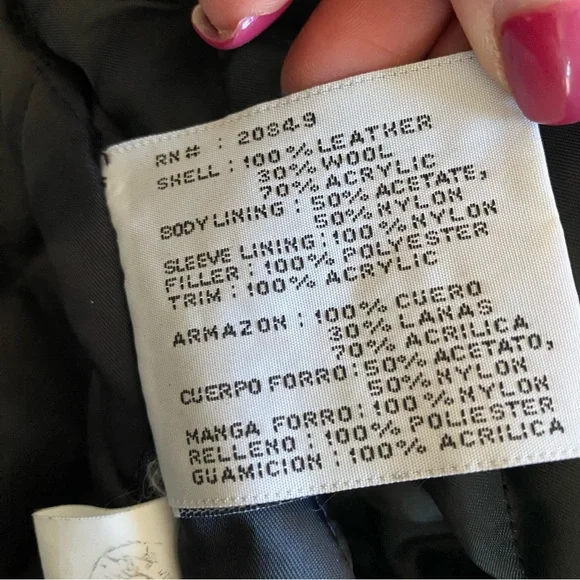 RN# : 20849
SHELL : 100% LEATHER
30% WOOL
70% ACRYLIC
BODY LINING : 50% ACETATE,
50% NYLON
SLEEVE LINING : 100% NYLON
FILLER : 100% POLYESTER
TRIM : 100% ACRYLIC
ARMAZON : 100% CUERO
30% LANAS
70% ACRILICA
CUERPO FORRO : 50% ACETATO,
50% NYLON
MANGA FORRO : 100% NYLON
RELLENO : 100% POLIESTER
GUAMICION : 100% ACRILICA